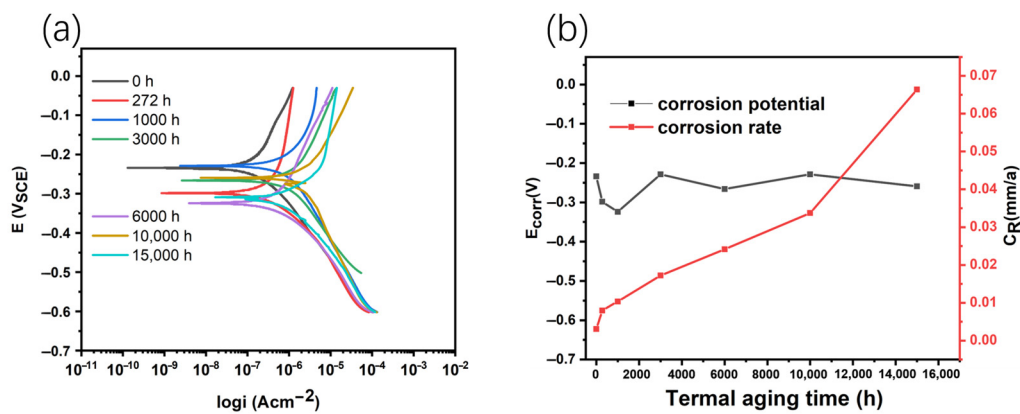 (a)
0.0
–0.1
–0.2
–0.3
–0.4
–0.5
–0.6
–0.7
E (VSCE)
0 h
272 h
1000 h
3000 h
6000 h
10,000 h
15,000 h
10–11
10–10
10–9
10–8
10–7
10–6
10–5
10–4
10–3
10–2
logi (Acm–2)
(b)
0.0
–0.1
–0.2
–0.3
–0.4
–0.5
–0.6
–0.7
Ecorr(V)
corrosion potential
corrosion rate
0.07
0.06
0.05
0.04
0.03
0.02
0.01
0.00
CR(mm/a)
0
2000
4000
6000
8000
10,000
12,000
14,000
16,000
Termal aging time (h)